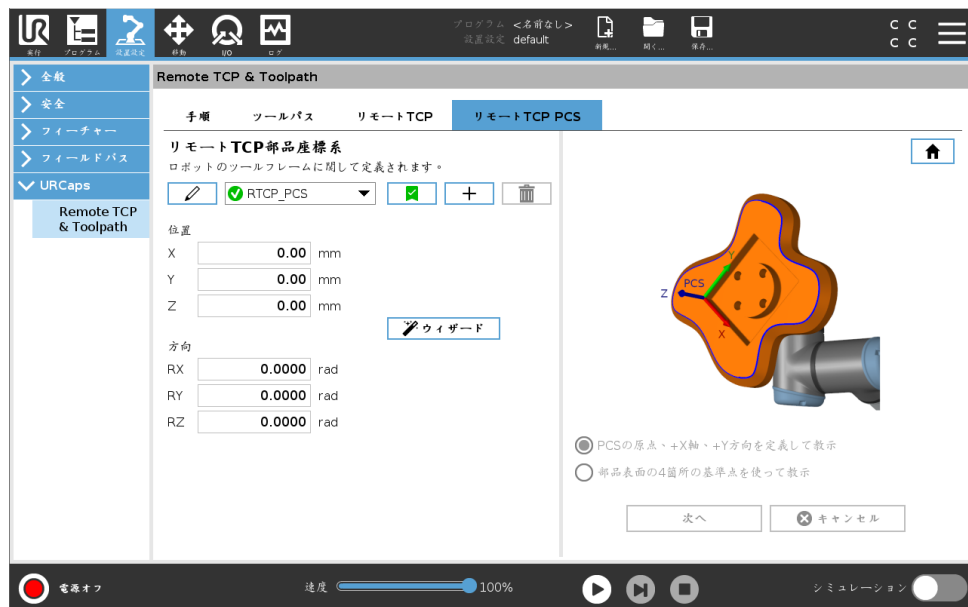 プログラム <名前なし>
設置設定 default
実行 プログラム 設置設定 移動 I/O ログ 新規... 開く... 保存...
C C
C C
全般
安全
フィーチャー
フィールドバス
URCaps
Remote TCP
& Toolpath
Remote TCP & Toolpath
手順 ツールパス リモートTCP リモートTCP PCS
リモートTCP部品座標系
ロボットのツールフレームに関して定義されます。
RTCP_PCS
位置
X 0.00 mm
Y 0.00 mm
Z 0.00 mm
ウィザード
方向
RX 0.0000 rad
RY 0.0000 rad
RZ 0.0000 rad
Y
PCS
Z
X
PCSの原点、+X軸、+Y方向を定義して教示
部品表面の4箇所の基準点を使って教示
次へ キャンセル
電源オフ 速度 100% シミュレーション